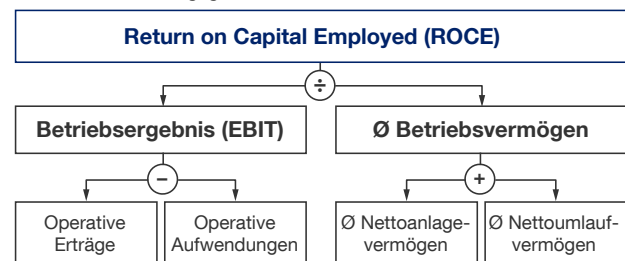 Return on Capital Employed (ROCE)
÷
Betriebsergebnis (EBIT)
Ø Betriebsvermögen
−
+
Operative
Erträge
Operative
Aufwendungen
Ø Nettoanlage-
vermögen
Ø Nettoumlauf-
vermögen